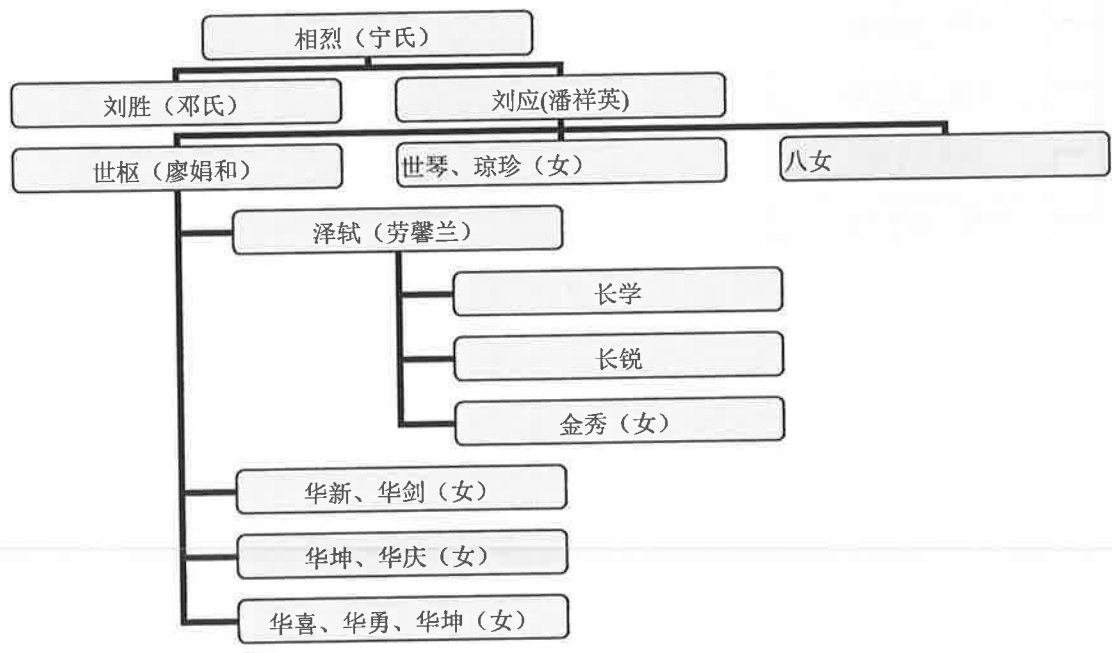 相烈（宁氏）
刘胜（邓氏）
刘应(潘祥英)
世枢（廖娟和）
世琴、琼珍（女）
八女
泽轼（劳馨兰）
长学
长锐
金秀（女）
华新、华剑（女）
华坤、华庆（女）
华喜、华勇、华坤（女）